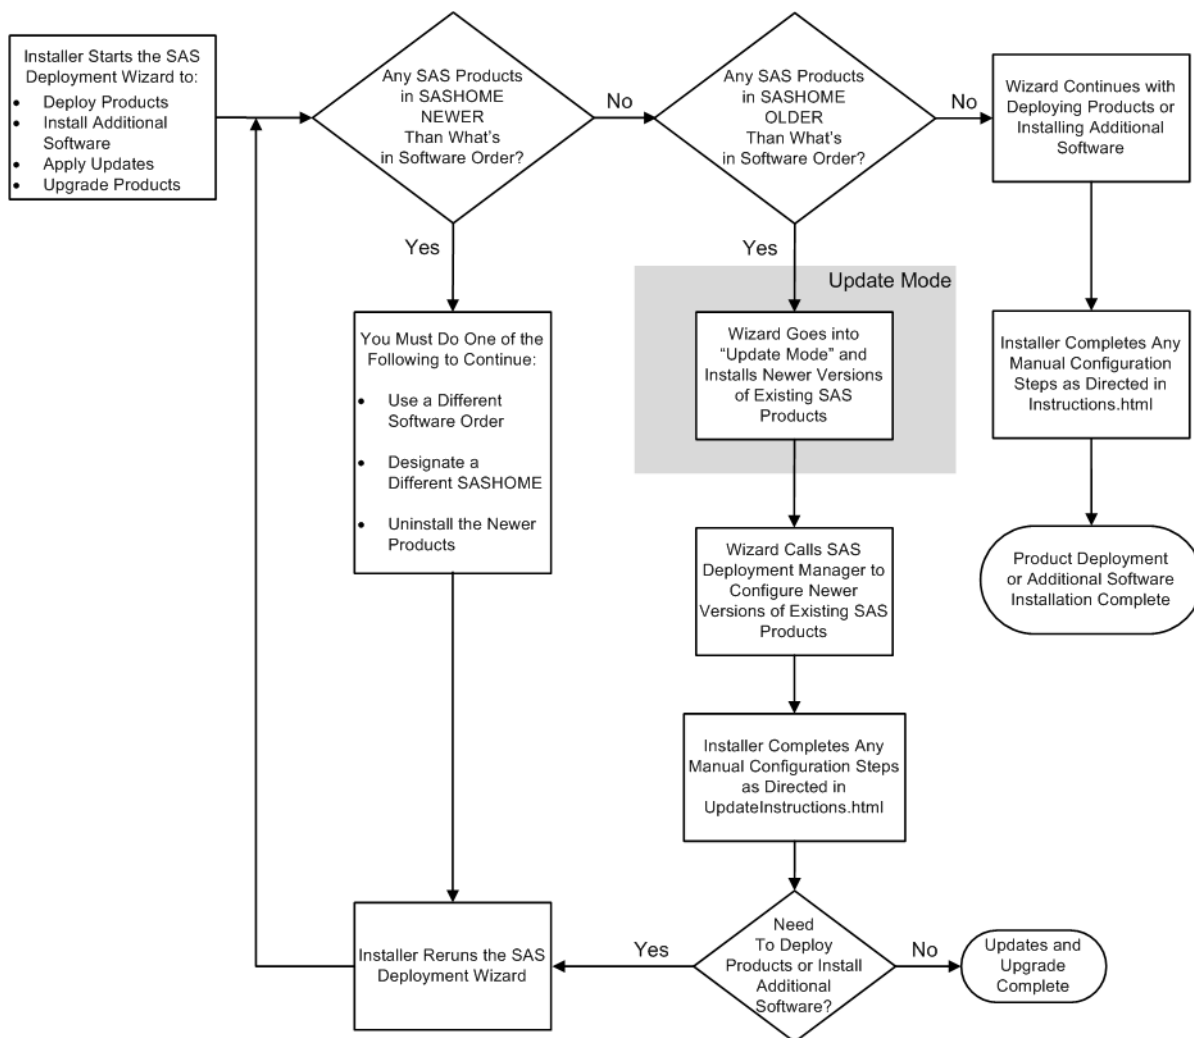 Installer Starts the SAS
Deployment Wizard to:
• Deploy Products
• Install Additional
Software
• Apply Updates
• Upgrade Products
Any SAS Products
in SASHOME
NEWER
Than What's
in Software Order?
No
Any SAS Products
in SASHOME
OLDER
Than What's
in Software Order?
No
Wizard Continues with
Deploying Products or
Installing Additional
Software
Yes
Yes
Update Mode
You Must Do One of the
Following to Continue:
• Use a Different
Software Order
• Designate a
Different SASHOME
• Uninstall the Newer
Products
Wizard Goes into
“Update Mode” and
Installs Newer Versions
of Existing SAS
Products
Installer Completes Any
Manual Configuration
Steps as Directed in
Instructions.html
Wizard Calls SAS
Deployment Manager to
Configure Newer
Versions of Existing SAS
Products
Product Deployment
or Additional Software
Installation Complete
Installer Completes Any
Manual Configuration Steps
as Directed in
UpdateInstructions.html
Installer Reruns the SAS
Deployment Wizard
Yes
Need
To Deploy
Products or Install
Additional
Software?
No
Updates and
Upgrade
Complete